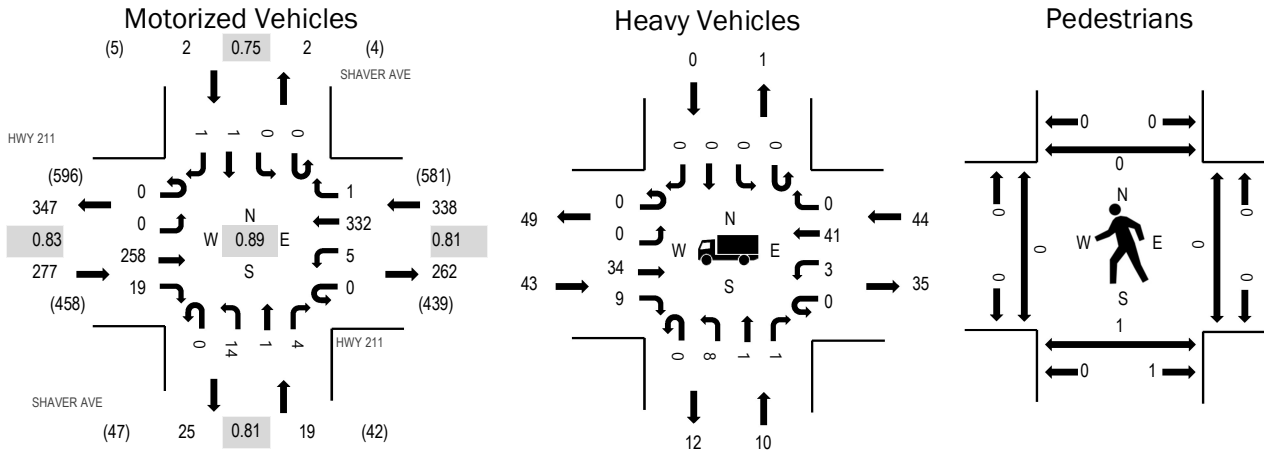 Motorized Vehicles
Heavy Vehicles
Pedestrians
(5) 2 0.75 2 (4)
SHAVER AVE
HWY 211
1 1 0 0
(596) 0 1 (581)
347 0 332 338
0.83 N 0.81
W 0.89 E
S
277 258 5 262
(458) 19 0 (439)
0 14 1 4
HWY 211
SHAVER AVE
(47) 25 0.81 19 (42)
0 1
0 0 0 0
0 0
49 0 41 44
N
W E
S
43 34 3 35
9 0
0 8 1 1
12 10
0 0
0
0 0 N 0 0
W E
0 0 S 0 0
1
0 1